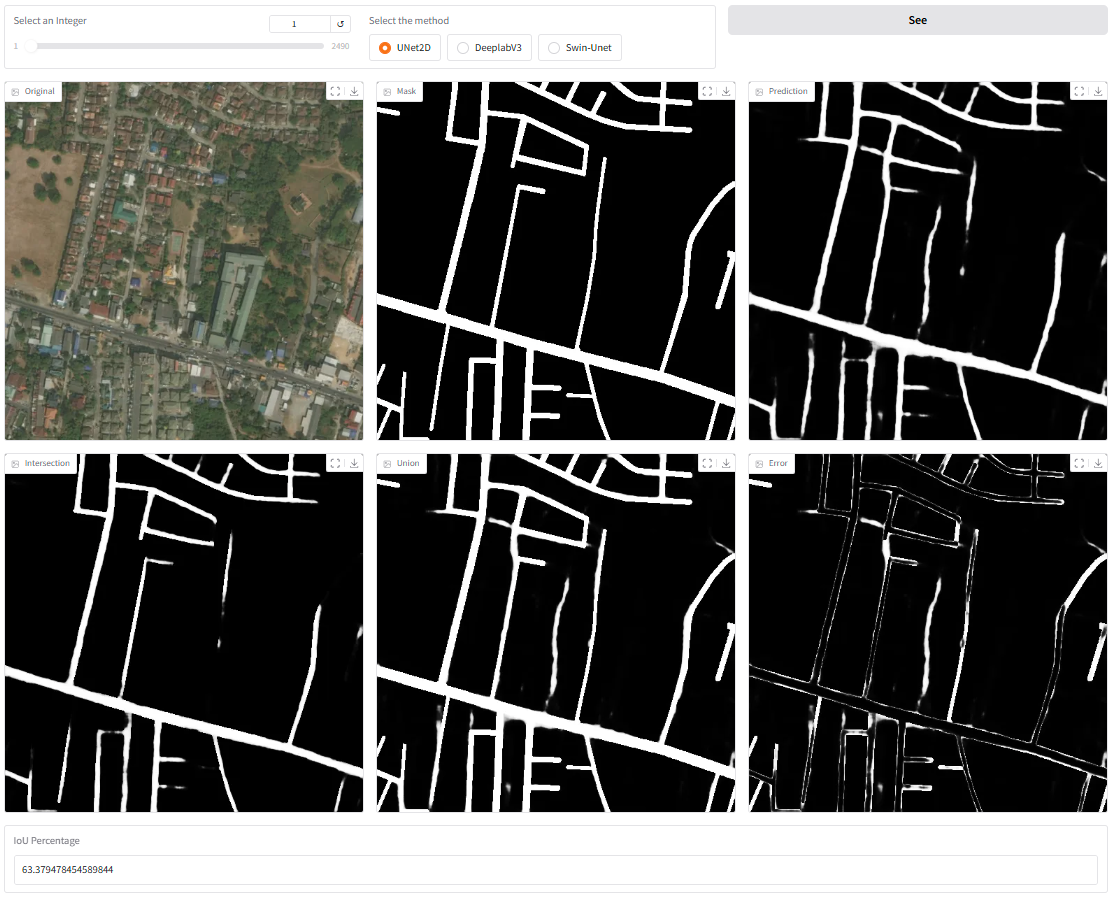 Select an Integer
1
↺
1
2490
Select the method
UNet2D
DeeplabV3
Swin-Unet
See
Original
Mask
Prediction
Intersection
Union
Error
IoU Percentage
63.379478454589844